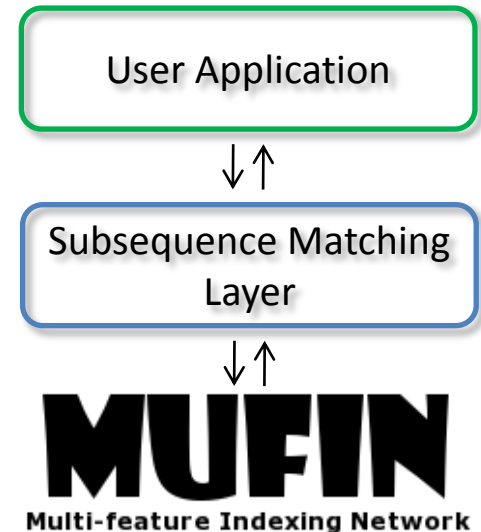 User Application
↓↑
Subsequence Matching
Layer
↓↑
MUFIN
Multi-feature Indexing Network